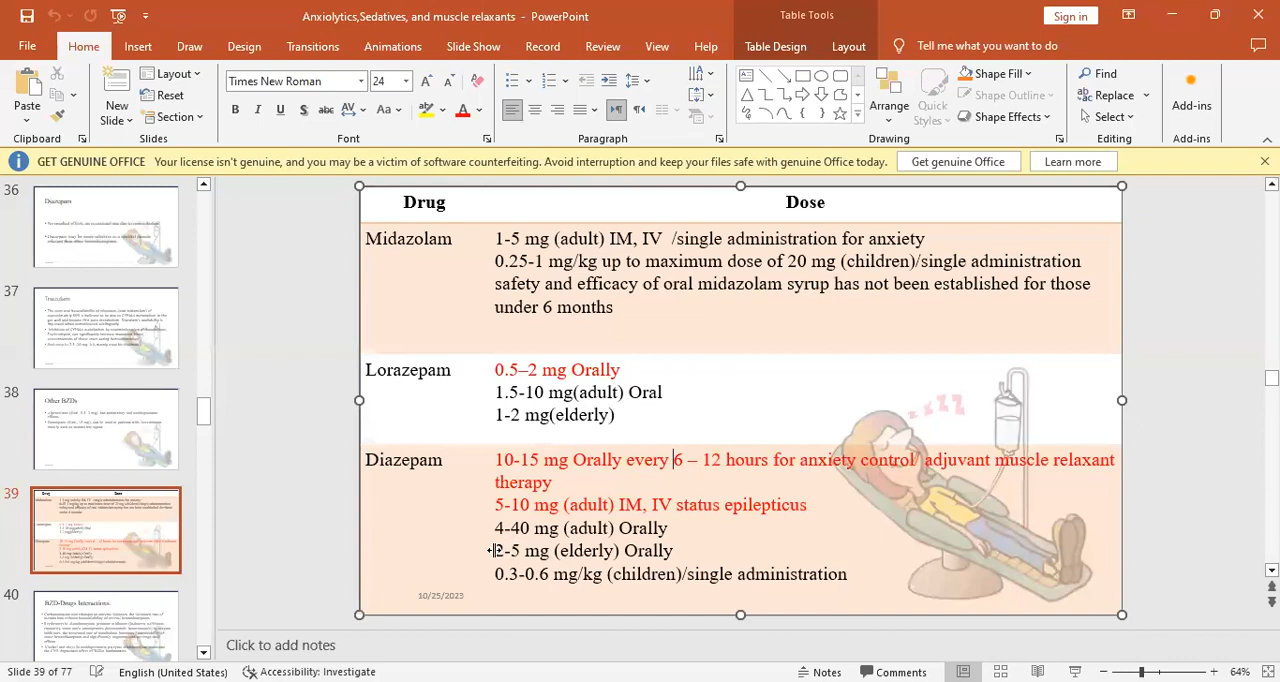 Anxiolytics,Sedatives, and muscle relaxants - PowerPoint
Table Tools
Sign in
File Home Insert Draw Design Transitions Animations Slide Show Record Review View Help Table Design Layout Tell me what you want to do
Paste
Clipboard
New Slide
Layout
Reset
Section
Slides
Times New Roman 24
B I U S abc AV Aa A
Font
Paragraph
Arrange
Quick Styles
Shape Fill
Shape Outline
Shape Effects
Drawing
Find
Replace
Select
Editing
Add-ins
Add-ins
GET GENUINE OFFICE Your license isn't genuine, and you may be a victim of software counterfeiting. Avoid interruption and keep your files safe with genuine Office today. Get genuine Office Learn more
36
Diazepam
37
38
Other BZDs
39
40
BZD-Drugs Interactions
Drug Dose
Midazolam 1-5 mg (adult) IM, IV /single administration for anxiety
0.25-1 mg/kg up to maximum dose of 20 mg (children)/single administration
safety and efficacy of oral midazolam syrup has not been established for those
under 6 months
Lorazepam 0.5–2 mg Orally
1.5-10 mg(adult) Oral
1-2 mg(elderly)
Diazepam 10-15 mg Orally every 6 – 12 hours for anxiety control/ adjuvant muscle relaxant
therapy
5-10 mg (adult) IM, IV status epilepticus
4-40 mg (adult) Orally
2-5 mg (elderly) Orally
0.3-0.6 mg/kg (children)/single administration
10/25/2023
Click to add notes
Slide 39 of 77 English (United States) Accessibility: Investigate Notes Comments 64%